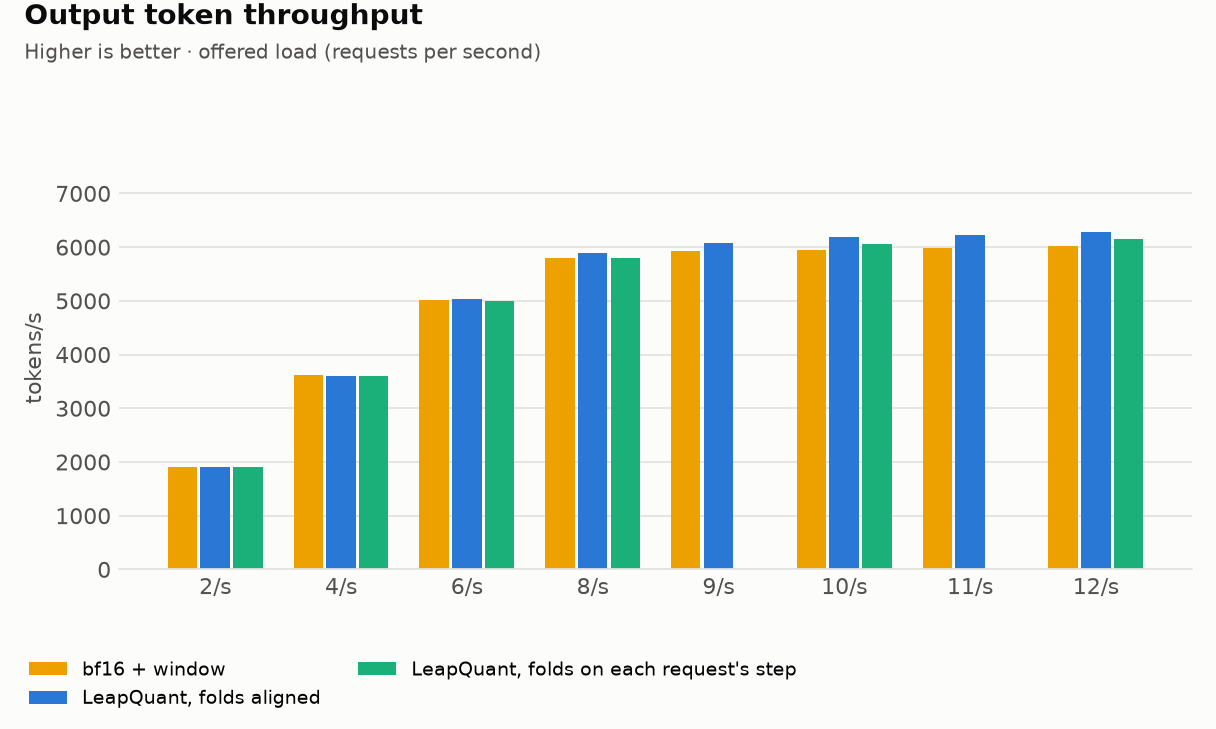 Output token throughput
Higher is better · offered load (requests per second)
7000
6000
5000
4000
3000
2000
1000
0
tokens/s
2/s
4/s
6/s
8/s
9/s
10/s
11/s
12/s
bf16 + window
LeapQuant, folds aligned
LeapQuant, folds on each request's step